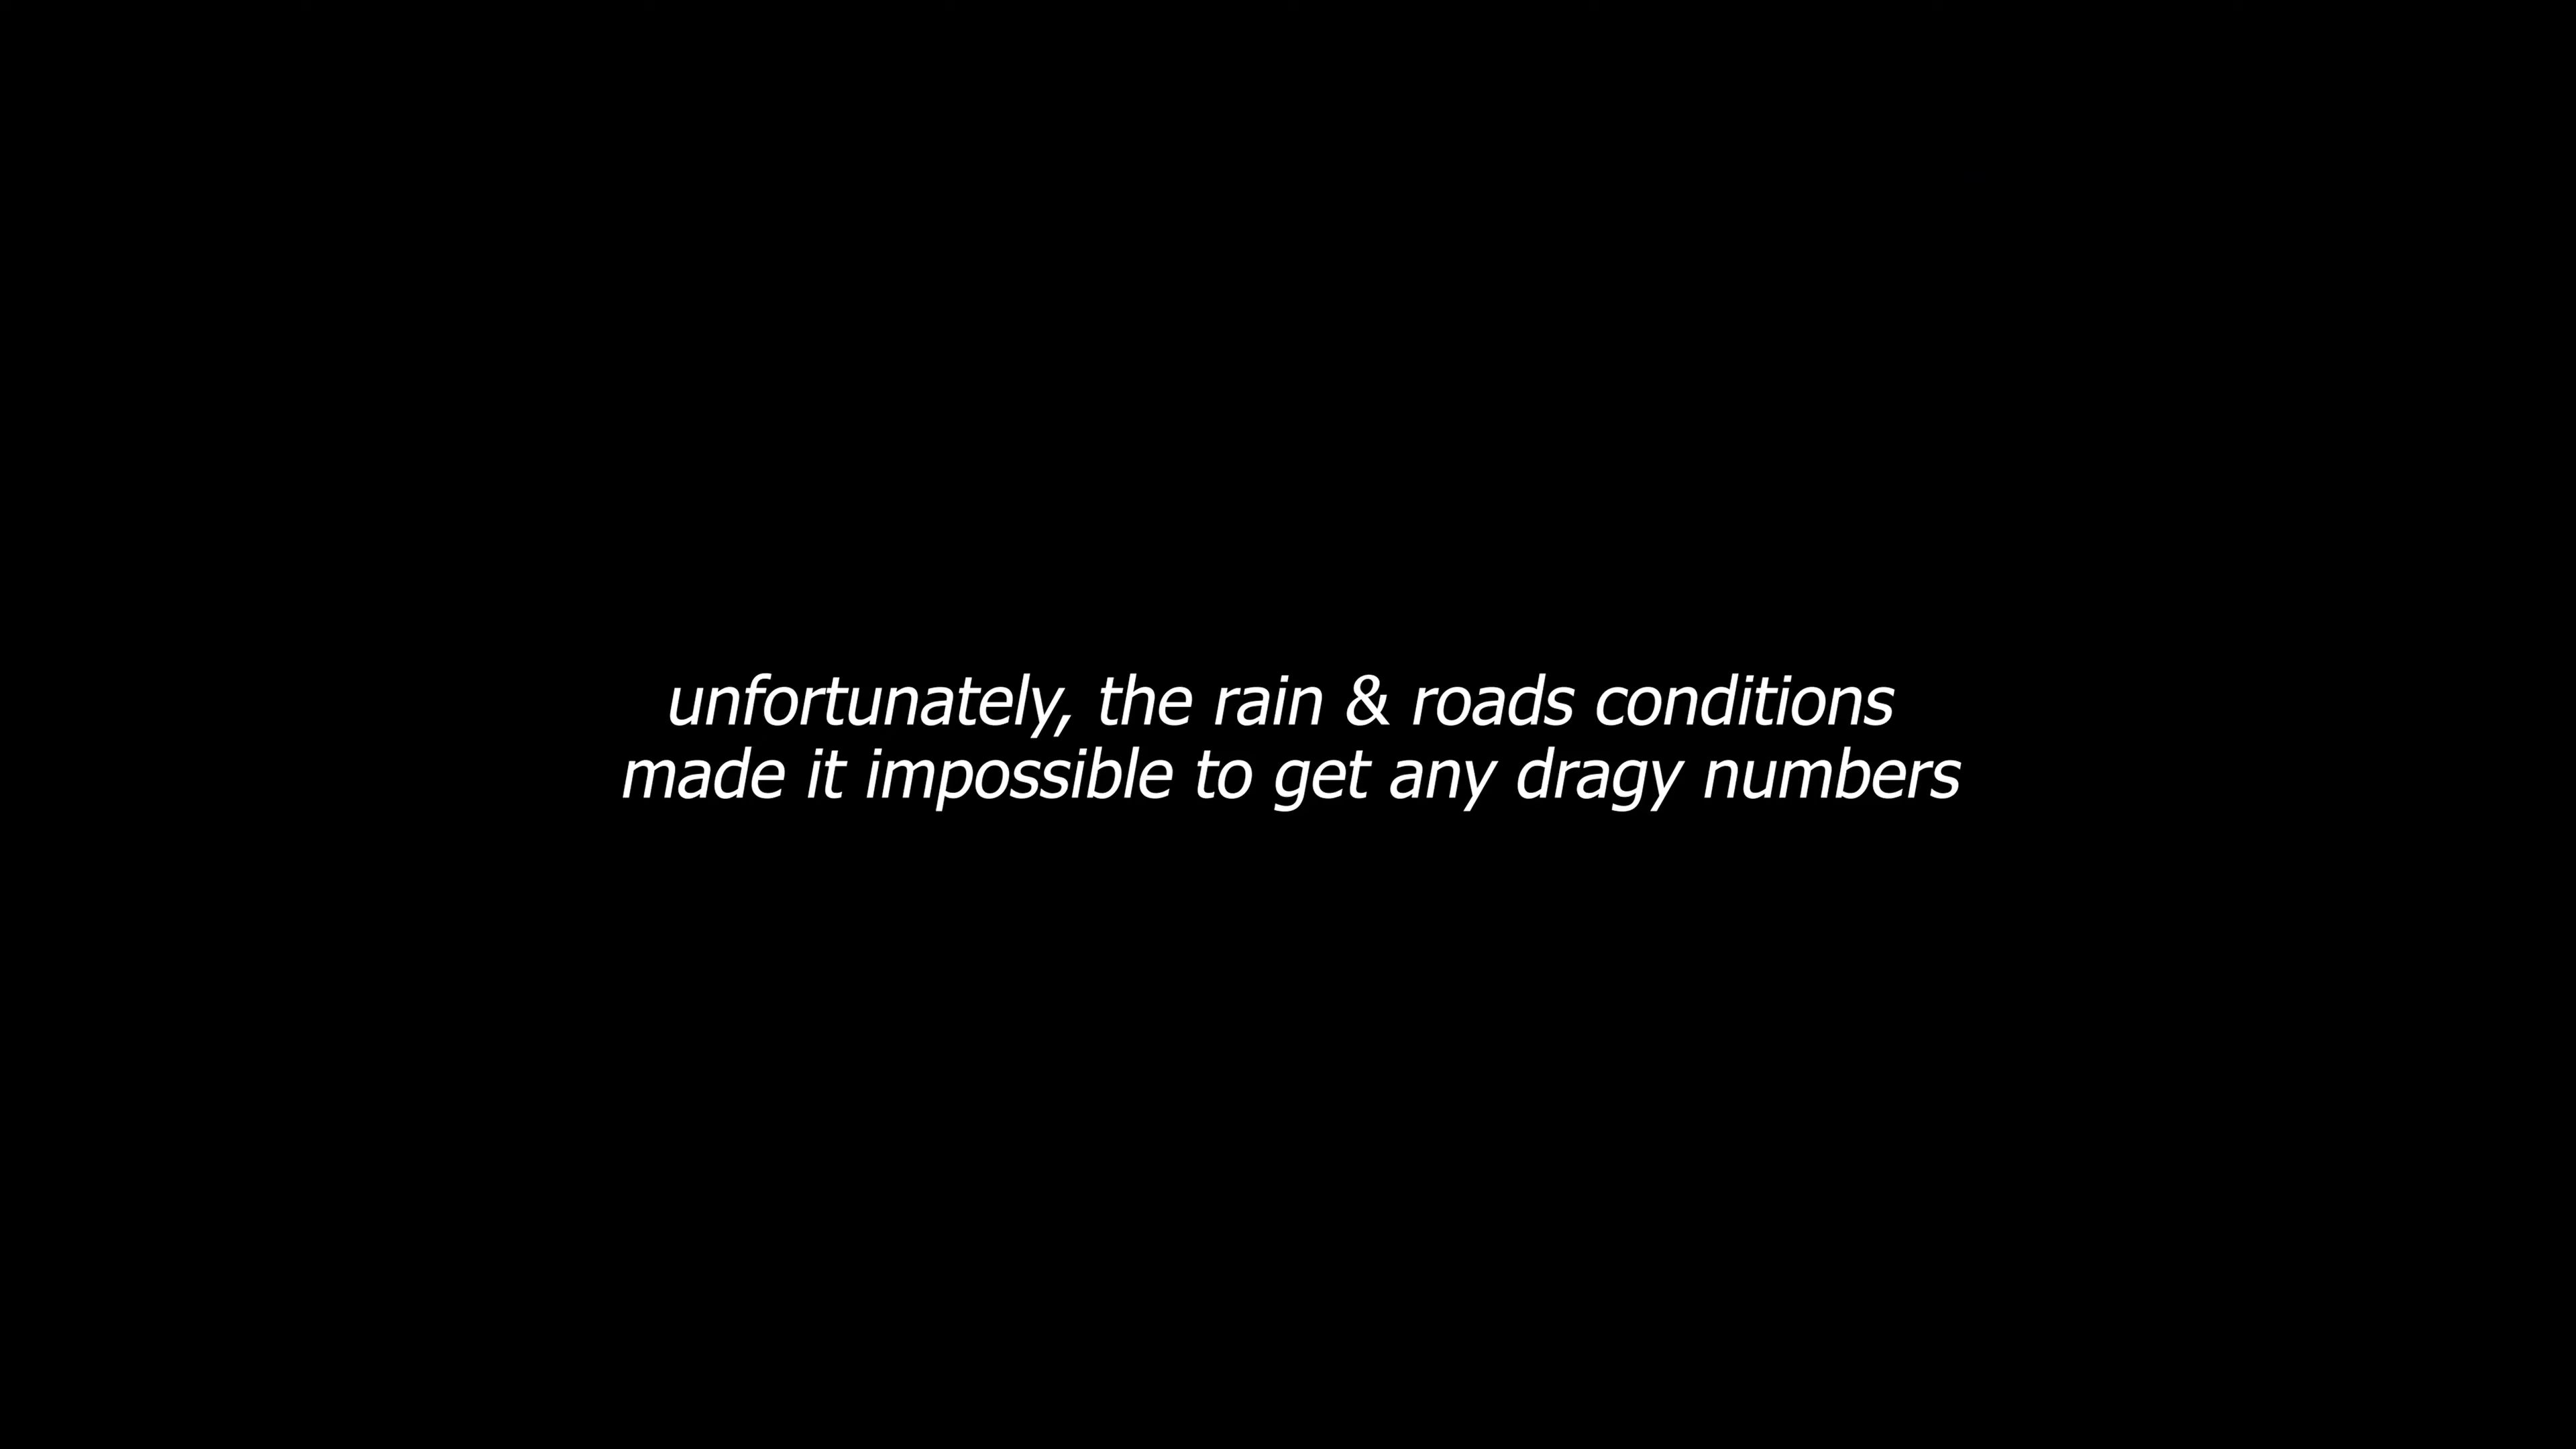 unfortunately, the rain & roads conditions
made it impossible to get any dragy numbers